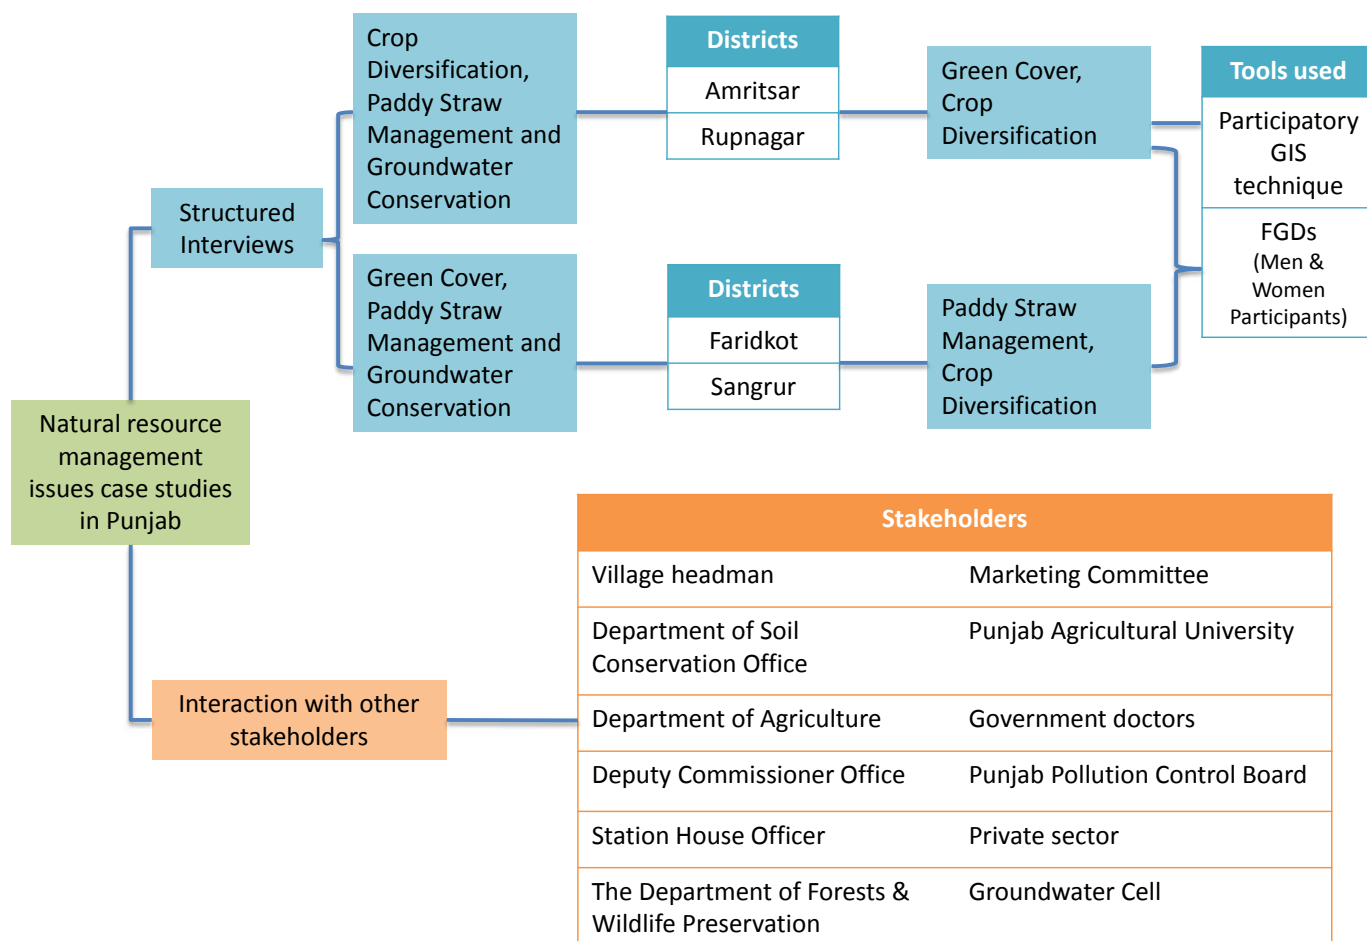 Natural resource
management
issues case studies
in Punjab
Structured
Interviews
Crop
Diversification,
Paddy Straw
Management and
Groundwater
Conservation
Districts
Amritsar
Rupnagar
Green Cover,
Crop
Diversification
Tools used
Participatory
GIS
technique
FGDs
(Men &
Women
Participants)
Green Cover,
Paddy Straw
Management and
Groundwater
Conservation
Districts
Faridkot
Sangrur
Paddy Straw
Management,
Crop
Diversification
Interaction with other
stakeholders
Stakeholders
Village headman
Marketing Committee
Department of Soil
Conservation Office
Punjab Agricultural University
Department of Agriculture
Government doctors
Deputy Commissioner Office
Punjab Pollution Control Board
Station House Officer
Private sector
The Department of Forests &
Wildlife Preservation
Groundwater Cell